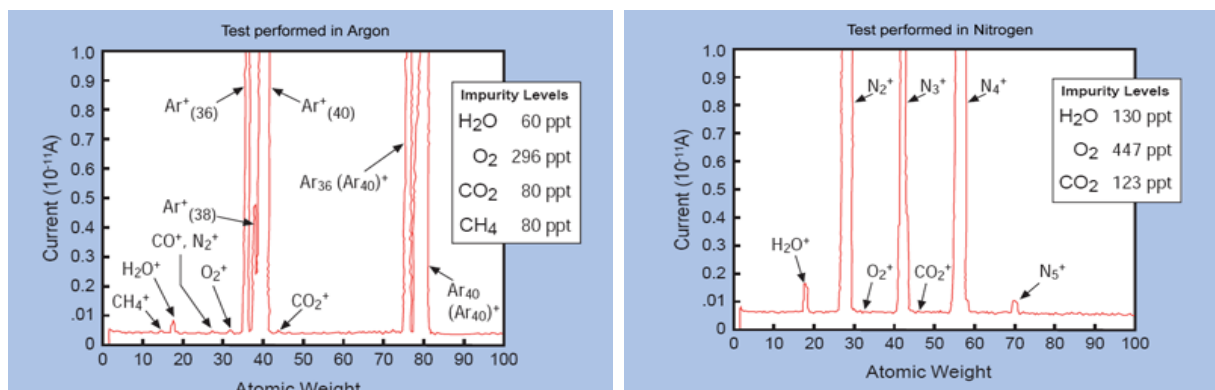 Test performed in Argon
1.0
0.9
0.8
0.7
0.6
0.5
0.4
0.3
0.2
.01
0
Current (10⁻¹¹A)
Ar⁺(36)
Ar⁺(40)
Ar₃₆ (Ar₄₀)⁺
Ar⁺(38)
CO⁺, N₂⁺
H₂O⁺
O₂⁺
CH₄⁺
CO₂⁺
Ar₄₀
(Ar₄₀)⁺
Impurity Levels
H₂O 60 ppt
O₂ 296 ppt
CO₂ 80 ppt
CH₄ 80 ppt
0 10 20 30 40 50 60 70 80 90 100
Atomic Weight
Test performed in Nitrogen
1.0
0.9
0.8
0.7
0.6
0.5
0.4
0.3
0.2
.01
0
Current (10⁻¹¹A)
N₂⁺
N₃⁺
N₄⁺
H₂O⁺
O₂⁺
CO₂⁺
N₅⁺
Impurity Levels
H₂O 130 ppt
O₂ 447 ppt
CO₂ 123 ppt
0 10 20 30 40 50 60 70 80 90 100
Atomic Weight